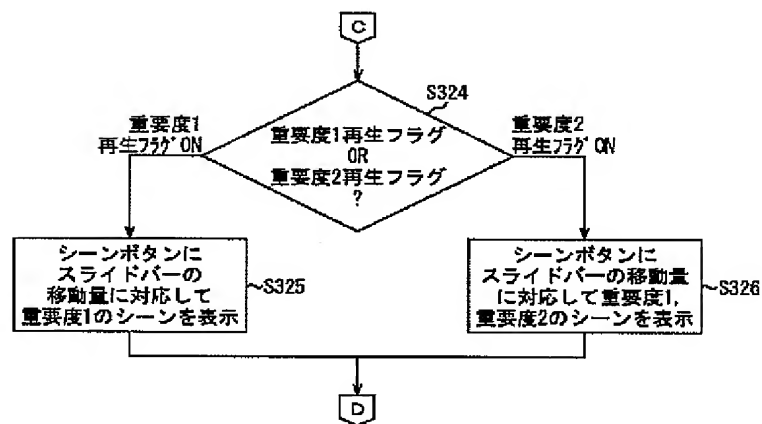 C
S324
重要度1
再生フラグON
重要度1再生フラグ
OR
重要度2再生フラグ
?
重要度2
再生フラグON
シーンボタンに
スライドバーの
移動量に対応して
重要度1のシーンを表示
S325
シーンボタンに
スライドバーの移動量
に対応して重要度1,
重要度2のシーンを表示
S326
D